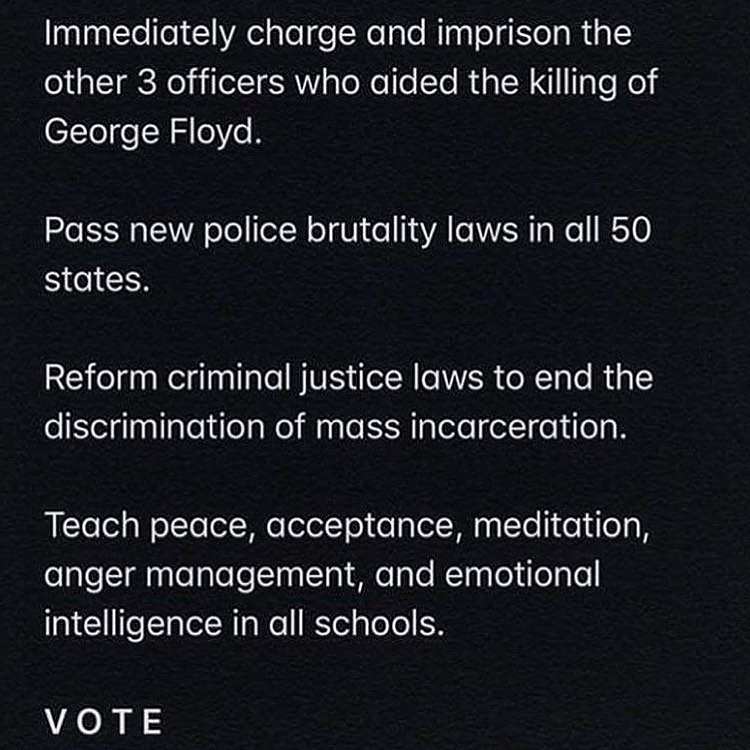 Immediately charge and imprison the
other 3 officers who aided the killing of
George Floyd.
Pass new police brutality laws in all 50
states.
Reform criminal justice laws to end the
discrimination of mass incarceration.
Teach peace, acceptance, meditation,
anger management, and emotional
intelligence in all schools.
V O T E